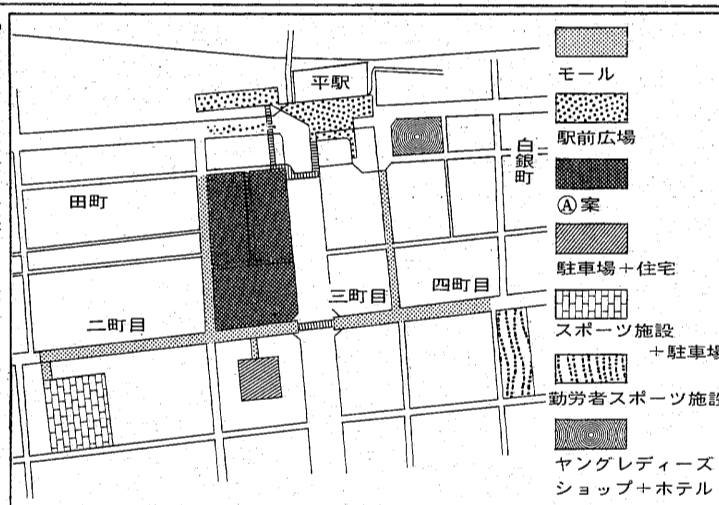 平駅
白銀町
田町
三町目
四町目
二町目
モール
駅前広場
Ⓐ案
駐車場+住宅
スポーツ施設
+駐車場
勤労者スポーツ施設
ヤングレディーズ
ショップ+ホテル